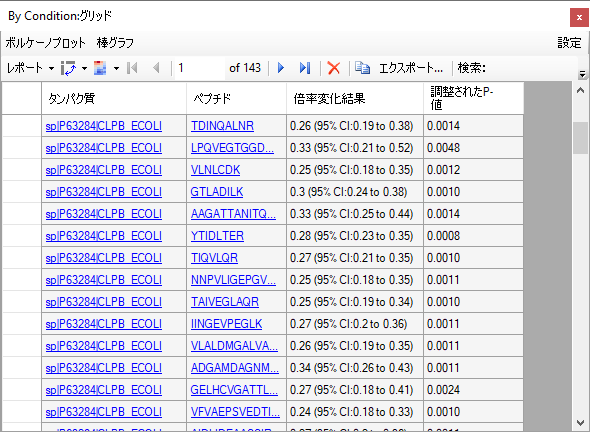 By Condition:グリッド
ボルケーノプロット 棒グラフ 設定
レポート 1 of 143 エクスポート... 検索:
タンパク質 ペプチド 倍率変化結果 調整されたP-値
sp|P63284|CLPB_ECOLI TDINQALNR 0.26 (95% CI:0.19 to 0.38) 0.0014
sp|P63284|CLPB_ECOLI LPQVEGTGGD... 0.33 (95% CI:0.21 to 0.52) 0.0048
sp|P63284|CLPB_ECOLI VLNLCDK 0.25 (95% CI:0.18 to 0.35) 0.0012
sp|P63284|CLPB_ECOLI GTLADILK 0.3 (95% CI:0.24 to 0.38) 0.0010
sp|P63284|CLPB_ECOLI AAGATTANITQ... 0.33 (95% CI:0.25 to 0.44) 0.0014
sp|P63284|CLPB_ECOLI YTIDLTER 0.28 (95% CI:0.23 to 0.35) 0.0008
sp|P63284|CLPB_ECOLI TIQVLQR 0.27 (95% CI:0.21 to 0.35) 0.0010
sp|P63284|CLPB_ECOLI NNPVLIGEPGV... 0.25 (95% CI:0.18 to 0.35) 0.0011
sp|P63284|CLPB_ECOLI TAIVEGLAQR 0.25 (95% CI:0.19 to 0.34) 0.0010
sp|P63284|CLPB_ECOLI IINGEVPEGLK 0.27 (95% CI:0.2 to 0.36) 0.0011
sp|P63284|CLPB_ECOLI VLALDMGALVA... 0.26 (95% CI:0.19 to 0.35) 0.0011
sp|P63284|CLPB_ECOLI ADGAMDAGNM... 0.34 (95% CI:0.26 to 0.43) 0.0011
sp|P63284|CLPB_ECOLI GELHCVGATTL... 0.27 (95% CI:0.18 to 0.41) 0.0024
sp|P63284|CLPB_ECOLI VFVAEPSVEDTI... 0.24 (95% CI:0.18 to 0.33) 0.0010